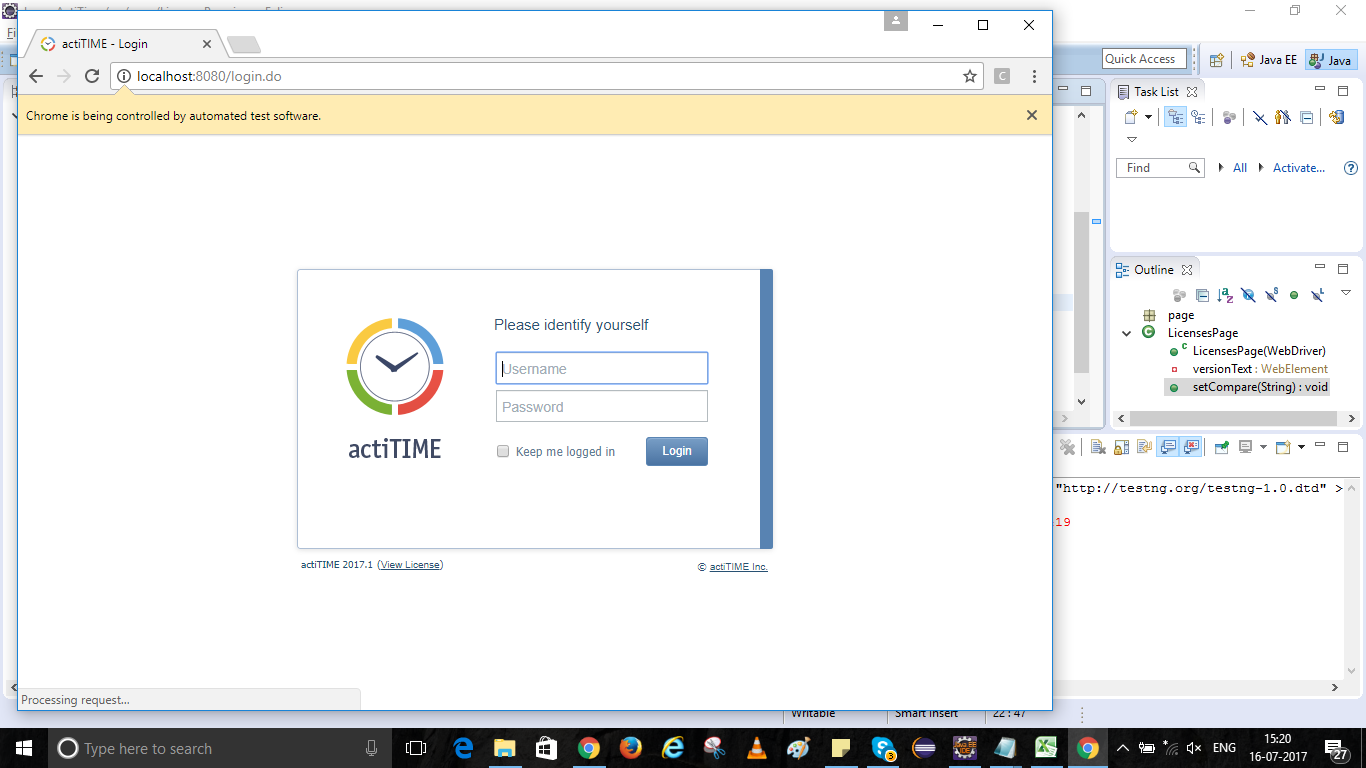 actiTIME - Login
localhost:8080/login.do
C
Chrome is being controlled by automated test software.
Please identify yourself
Username
Password
Keep me logged in
Login
actiTIME
actiTIME 2017.1 (View License)
© actiTIME Inc.
Processing request...
Quick Access
Java EE
Java
Task List
Find
All
Activate...
Outline
page
LicensesPage
LicensesPage(WebDriver)
versionText : WebElement
setCompare(String) : void
"http://testng.org/testng-1.0.dtd" >
19
Writable
Smart Insert
22 : 47
Type here to search
3
ENG
15:20
16-07-2017
27